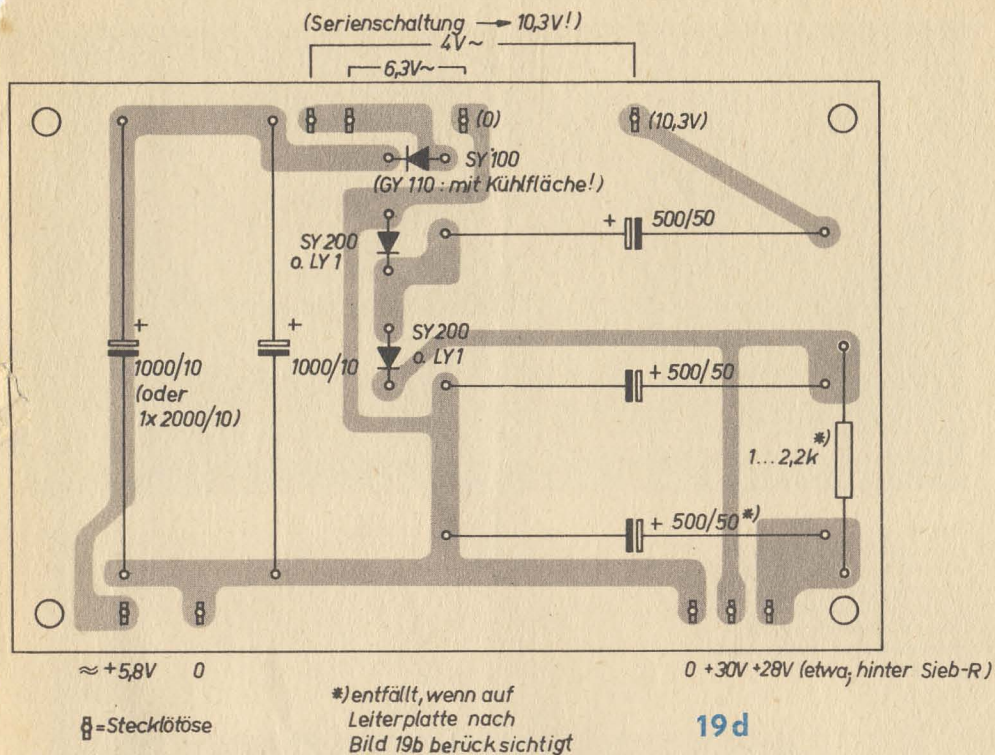 (Serienschaltung → 10,3V!)
4V~
6,3V~
(0)
(10,3V)
SY 100
(GY 110 : mit Kühlfläche!)
+ 500/50
SY 200
o. LY 1
SY200
o. LY1
+
1000/10
(oder
1x 2000/10)
+
1000/10
+ 500/50
1...2,2k*)
+ 500/50*)
≈ +5,8V 0
0 +30V +28V (etwa; hinter Sieb-R)
=Stecklötöse
*) entfällt, wenn auf
Leiterplatte nach
Bild 19b berücksichtigt
19d